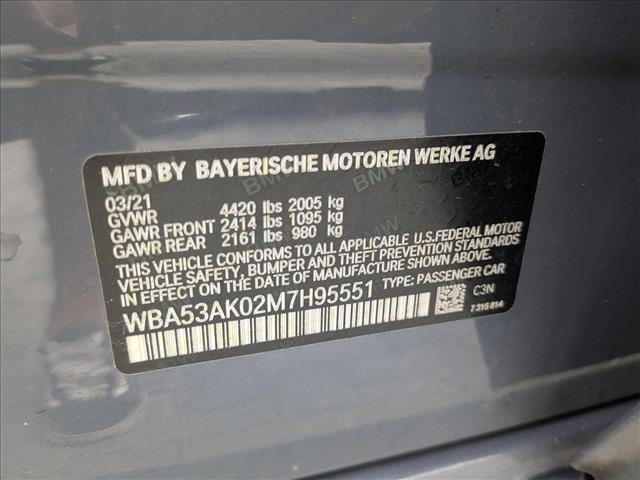 MFD BY BAYERISCHE MOTOREN WERKE AG
03/21
GVWR 4420 lbs 2005 kg
GAWR FRONT 2414 lbs 1095 kg
GAWR REAR 2161 lbs 980 kg
THIS VEHICLE CONFORMS TO ALL APPLICABLE U.S.FEDERAL MOTOR
VEHICLE SAFETY, BUMPER, AND THEFT PREVENTION STANDARDS
IN EFFECT ON THE DATE OF MANUFACTURE SHOWN ABOVE.
WBA53AK02M7H95551 TYPE: PASSENGER CAR
C3N
7 315 814